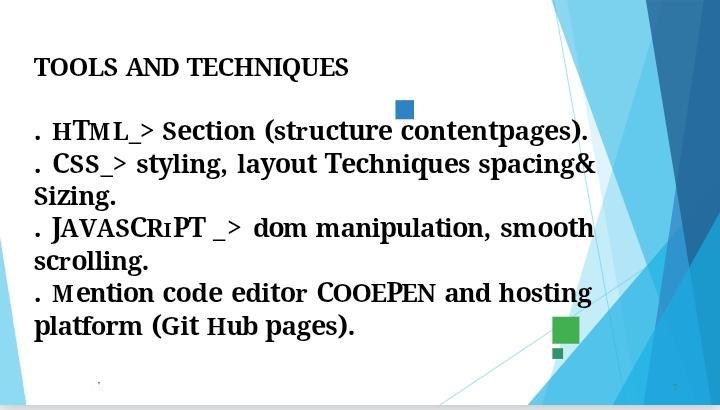 TOOLS AND TECHNIQUES
. HTML_> Section (structure contentpages).
. CSS_> styling, layout Techniques spacing&
Sizing.
. JAVASCRiPT _> dom manipulation, smooth
scrolling.
. Mention code editor COOEPEN and hosting
platform (Git Hub pages).